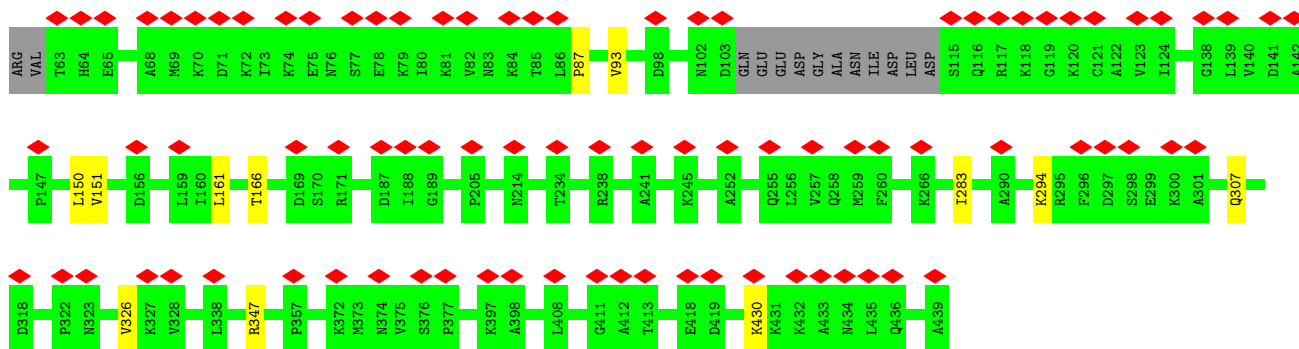 ARG VAL T63 H64 E65 A68 M69 K70 D71 K72 I73 K74 E75 N76 S77 E78 K79 I80 K81 V82 N83 K84 T85 L86 P87 V93 D98 N102 D103 GLN GLU GLU ASP GLY ALA ASN ILE ASP LEU ASP S115 Q116 R117 K118 G119 K120 C121 A122 V123 I124 G138 L139 V140 D141 A142
P147 L150 V151 D156 L159 I160 L161 T166 D169 S170 R171 D187 I188 G189 P205 N214 T234 R238 A241 K245 A252 Q255 L256 V257 Q258 M259 F260 K266 I283 A290 K294 R295 F296 D297 S298 E299 K300 A301 Q307
D318 P322 N323 V326 K327 V328 L338 R347 P357 K372 M373 N374 V375 S376 P377 K397 A398 L408 G411 A412 T413 E418 D419 K430 K431 K432 A433 N434 L435 Q436 A439